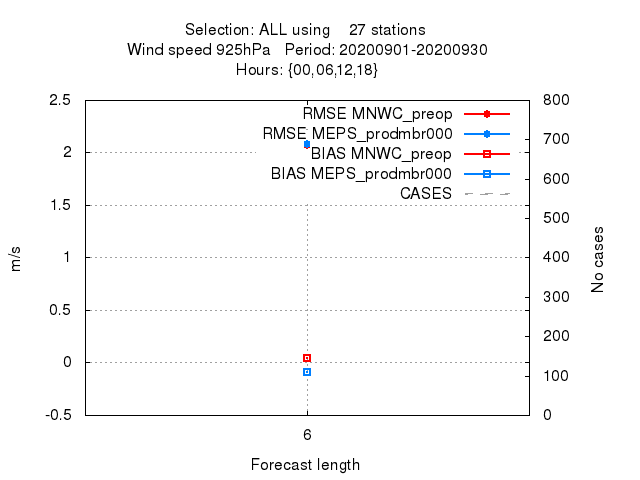 Selection: ALL using 27 stations
Wind speed 925hPa Period: 20200901-20200930
Hours: {00,06,12,18}
RMSE MNWC_preop
RMSE MEPS_prodmbr000
BIAS MNWC_preop
BIAS MEPS_prodmbr000
CASES
2.5
2
1.5
1
0.5
0
-0.5
m/s
800
700
600
500
400
300
200
100
0
No cases
6
Forecast length